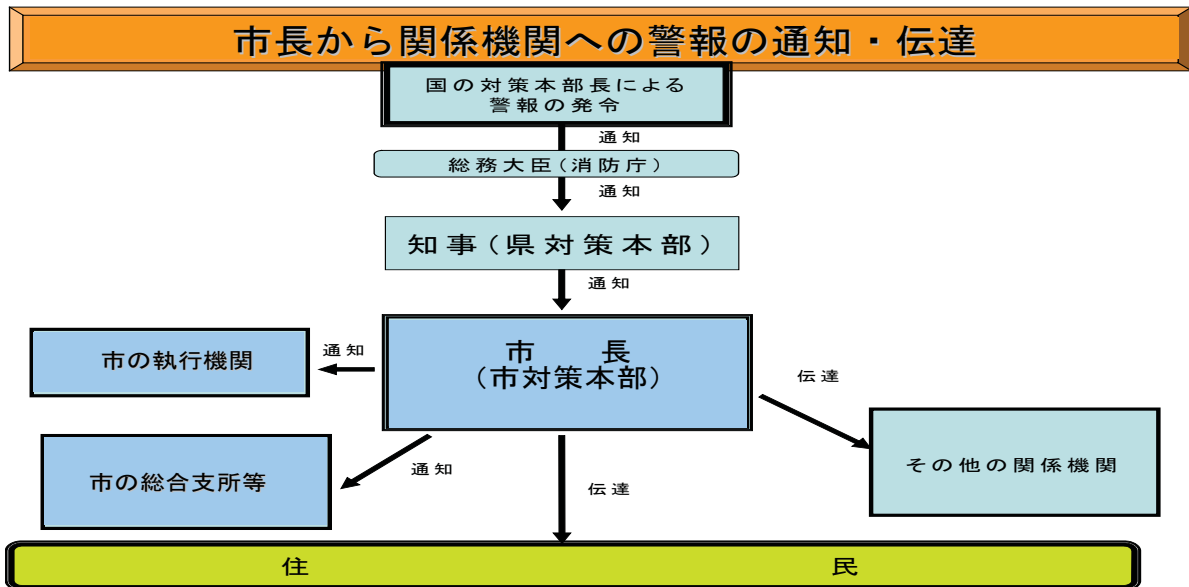 市長から関係機関への警報の通知・伝達
国の対策本部長による
警報の発令
通知
総務大臣(消防庁)
通知
知事(県対策本部)
通知
市　長
(市対策本部)
市の執行機関
通知
伝達
その他の関係機関
市の総合支所等
通知
伝達
住　民